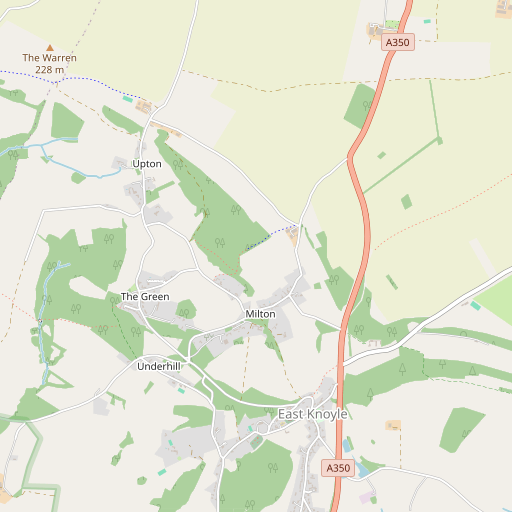 A350
The Warren
228 m
Upton
The Green
Milton
Underhill
East Knoyle
A350